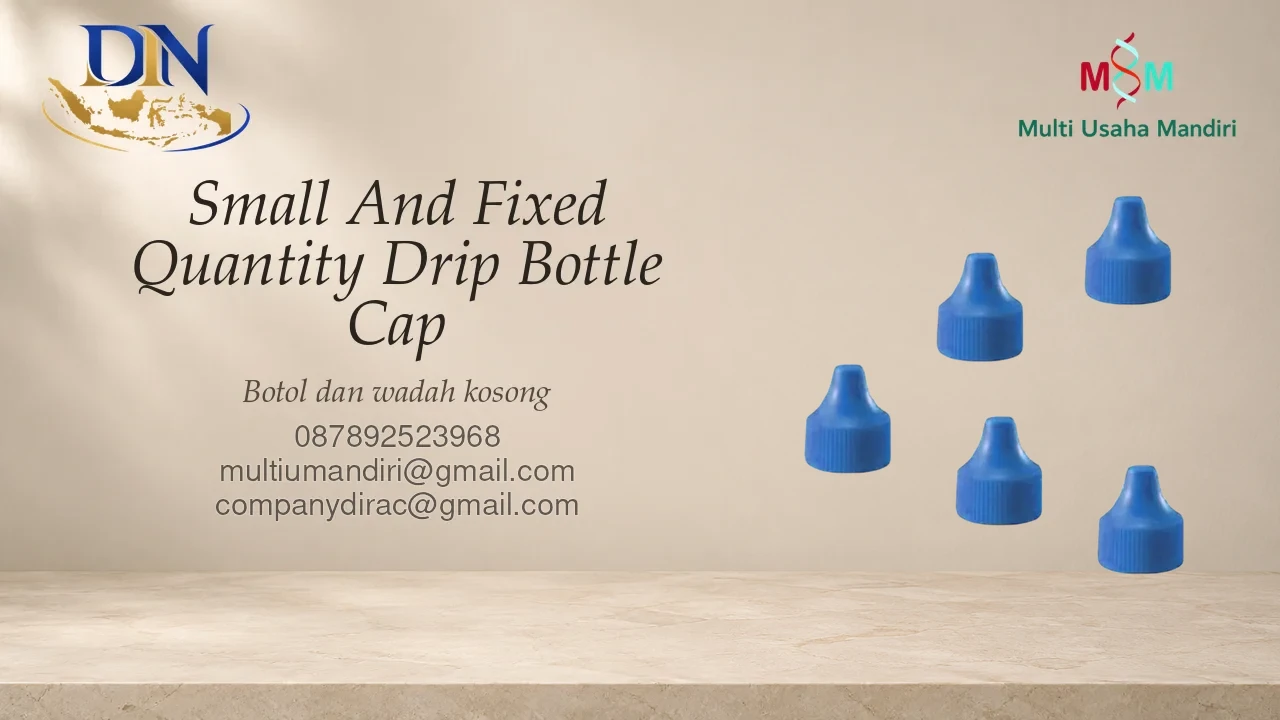 DIN
MSM
Multi Usaha Mandiri
Small And Fixed
Quantity Drip Bottle
Cap
Botol dan wadah kosong
087892523968
multiumandiri@gmail.com
companydirac@gmail.com